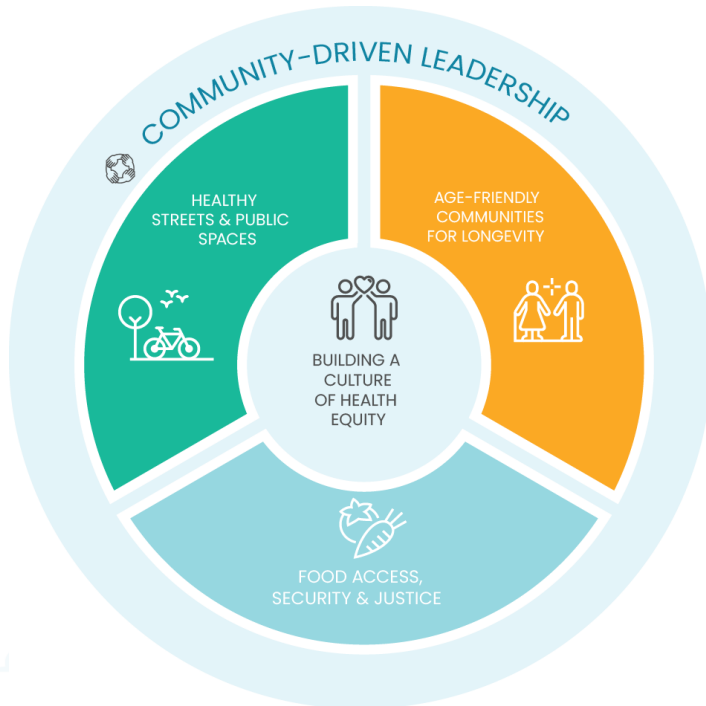 COMMUNITY-DRIVEN LEADERSHIP
HEALTHY
STREETS & PUBLIC
SPACES
AGE-FRIENDLY
COMMUNITIES
FOR LONGEVITY
BUILDING A
CULTURE
OF HEALTH
EQUITY
FOOD ACCESS,
SECURITY & JUSTICE